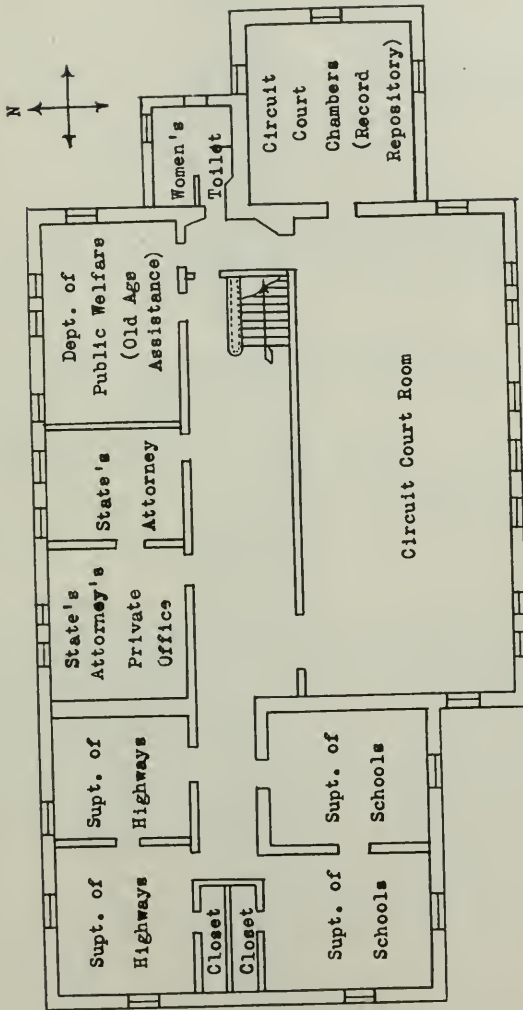 N
Supt. of
Highways
Supt. of
Highways
State's
Attorney's
Private
Office
State's
Attorney
Dept. of
Public Welfare
(Old Age
Assistance)
Women's
Toilet
Circuit
Court
Chambers
(Record
Repository)
Closet
Closet
Supt. of
Schools
Supt. of
Schools
Circuit Court Room